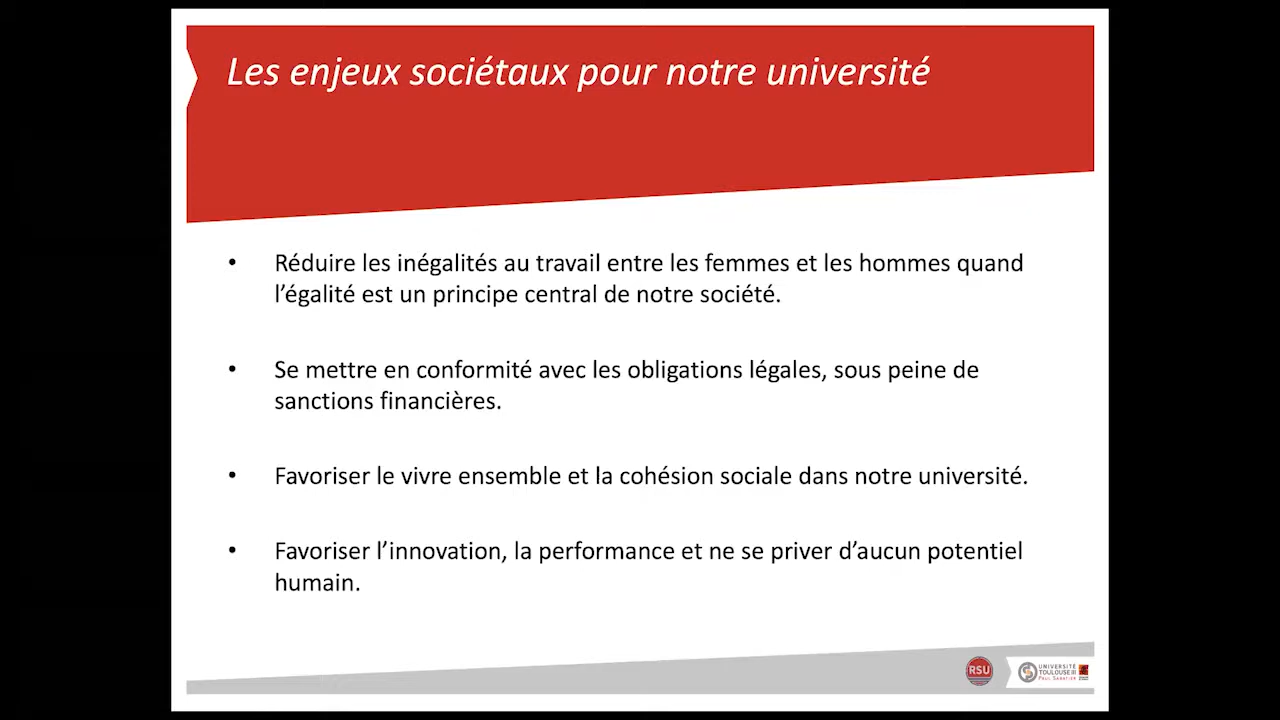 Les enjeux sociétaux pour notre université
• Réduire les inégalités au travail entre les femmes et les hommes quand
l’égalité est un principe central de notre société.
• Se mettre en conformité avec les obligations légales, sous peine de
sanctions financières.
• Favoriser le vivre ensemble et la cohésion sociale dans notre université.
• Favoriser l’innovation, la performance et ne se priver d’aucun potentiel
humain.
RSU
UNIVERSITÉ
TOULOUSE III
PAUL SABATIER